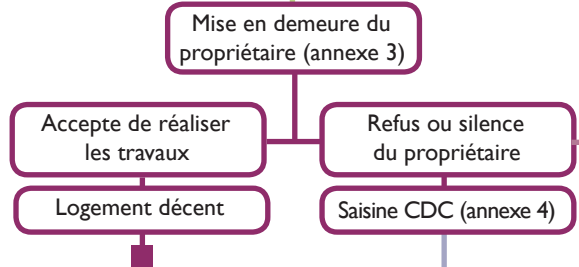 Mise en demeure du
propriétaire (annexe 3)
Accepte de réaliser
les travaux
Refus ou silence
du propriétaire
Logement décent
Saisine CDC (annexe 4)